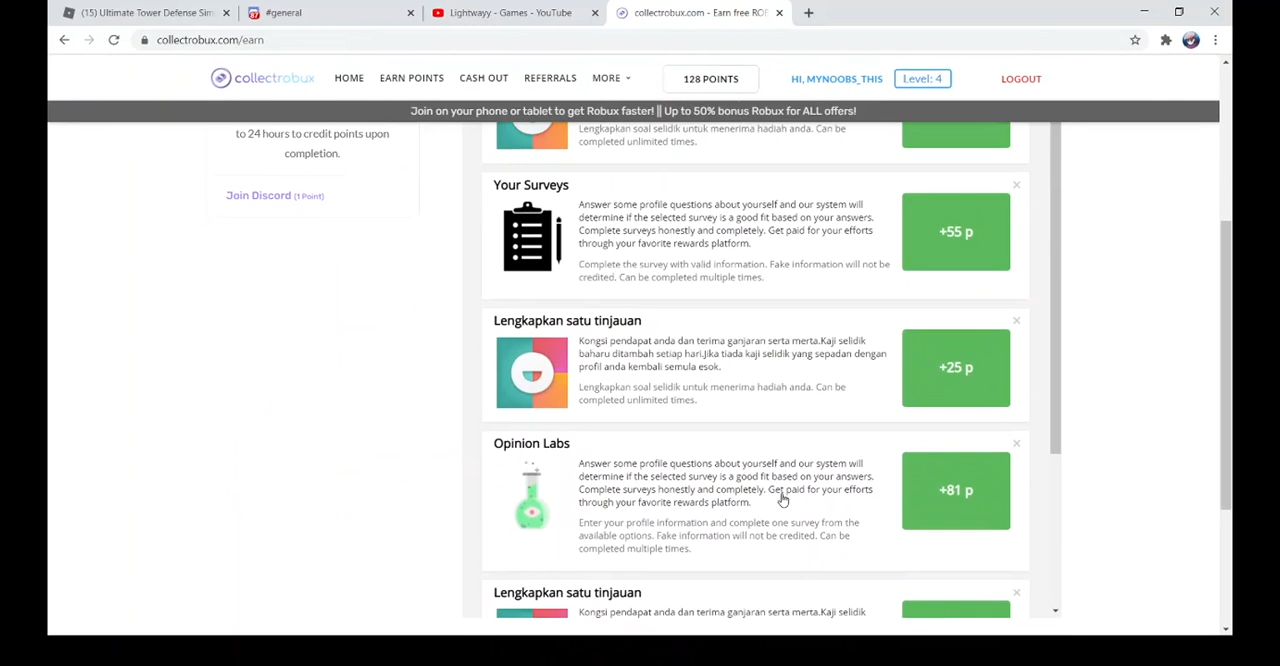 (15) Ultimate Tower Defense Sim
#general
Lightwayy - Games - YouTube
collectrobux.com - Earn free RO
collectrobux.com/earn
collectrobux
HOME
EARN POINTS
CASH OUT
REFERRALS
MORE
128 POINTS
HI, MYNOOBS_THIS
Level: 4
LOGOUT
Join on your phone or tablet to get Robux faster! || Up to 50% bonus Robux for ALL offers!
to 24 hours to credit points upon
completion.
Join Discord [1 Point]
Lengkapkan soal selidik untuk menerima hadiah anda. Can be
completed unlimited times.
Your Surveys
Answer some profile questions about yourself and our system will
determine if the selected survey is a good fit based on your answers.
Complete surveys honestly and completely. Get paid for your efforts
through your favorite rewards platform.
Complete the survey with valid information. Fake information will not be
credited. Can be completed multiple times.
+55 p
Lengkapkan satu tinjauan
Kongsi pendapat anda dan terima ganjaran serta merta.Kaji selidik
baharu ditambah setiap hari.Jika tiada kaji selidik yang sepadan dengan
profil anda kembali semula esok.
Lengkapkan soal selidik untuk menerima hadiah anda. Can be
completed unlimited times.
+25 p
Opinion Labs
Answer some profile questions about yourself and our system will
determine if the selected survey is a good fit based on your answers.
Complete surveys honestly and completely. Get paid for your efforts
through your favorite rewards platform.
Enter your profile information and complete one survey from the
available options. Fake information will not be credited. Can be
completed multiple times.
+81 p
Lengkapkan satu tinjauan
Kongsi pendapat anda dan terima ganjaran serta merta.Kaji selidik